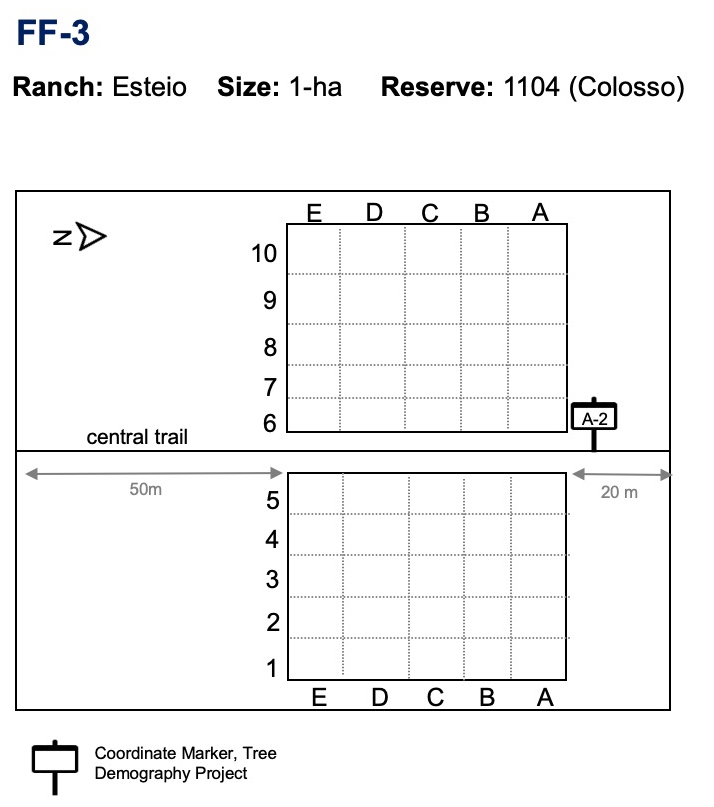 FF-3
Ranch: Esteio Size: 1-ha Reserve: 1104 (Colosso)
E D C B A
N
10
9
8
7
A-2
6
central trail
50m
20 m
5
4
3
2
1
E D C B A
Coordinate Marker, Tree
Demography Project